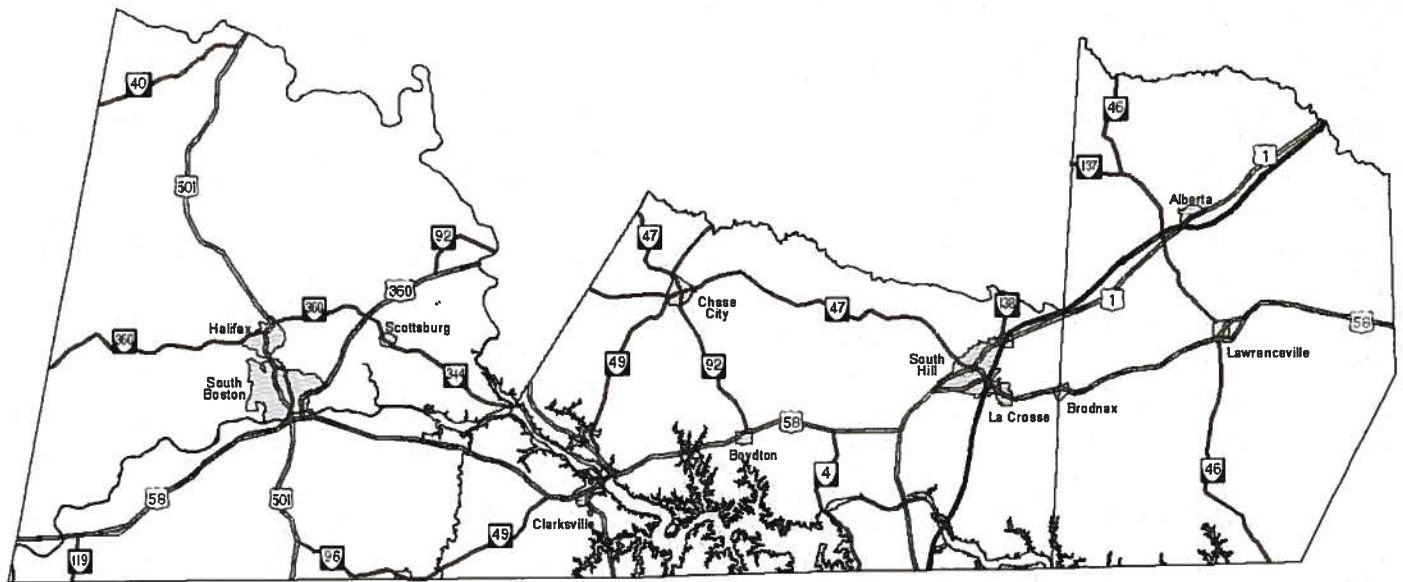 40
46
1
137
501
Alberta
92
47
360
138
1
Halifax
360
Scottsburg
Chase
City
47
58
360
South
Boston
344
49
92
South
Hill
Lawrenceville
La Crosse
Brodnax
58
Boydton
4
46
58
501
Clarksville
49
119
96